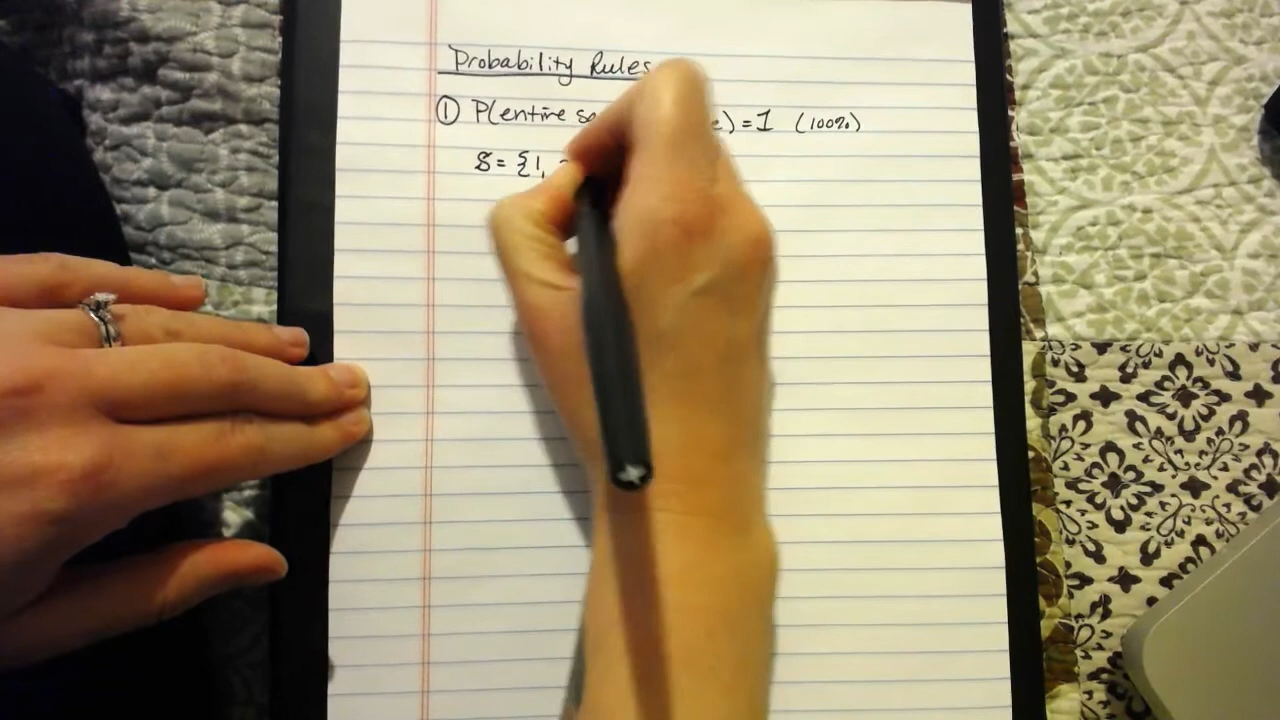 Probability Rules
① P(entire s e) = 1 (100%)
S = {1,